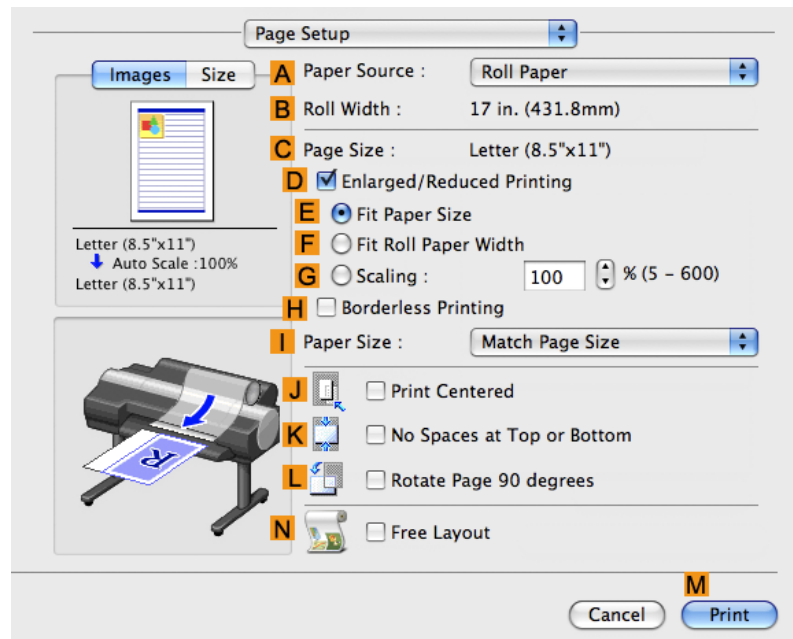 Page Setup
Images Size
A Paper Source : Roll Paper
B Roll Width : 17 in. (431.8mm)
C Page Size : Letter (8.5"x11")
D Enlarged/Reduced Printing
E Fit Paper Size
F Fit Roll Paper Width
G Scaling : 100 % (5 - 600)
Letter (8.5"x11")
Auto Scale :100%
Letter (8.5"x11")
H Borderless Printing
I Paper Size : Match Page Size
J Print Centered
K No Spaces at Top or Bottom
L Rotate Page 90 degrees
R
N Free Layout
M
Cancel Print